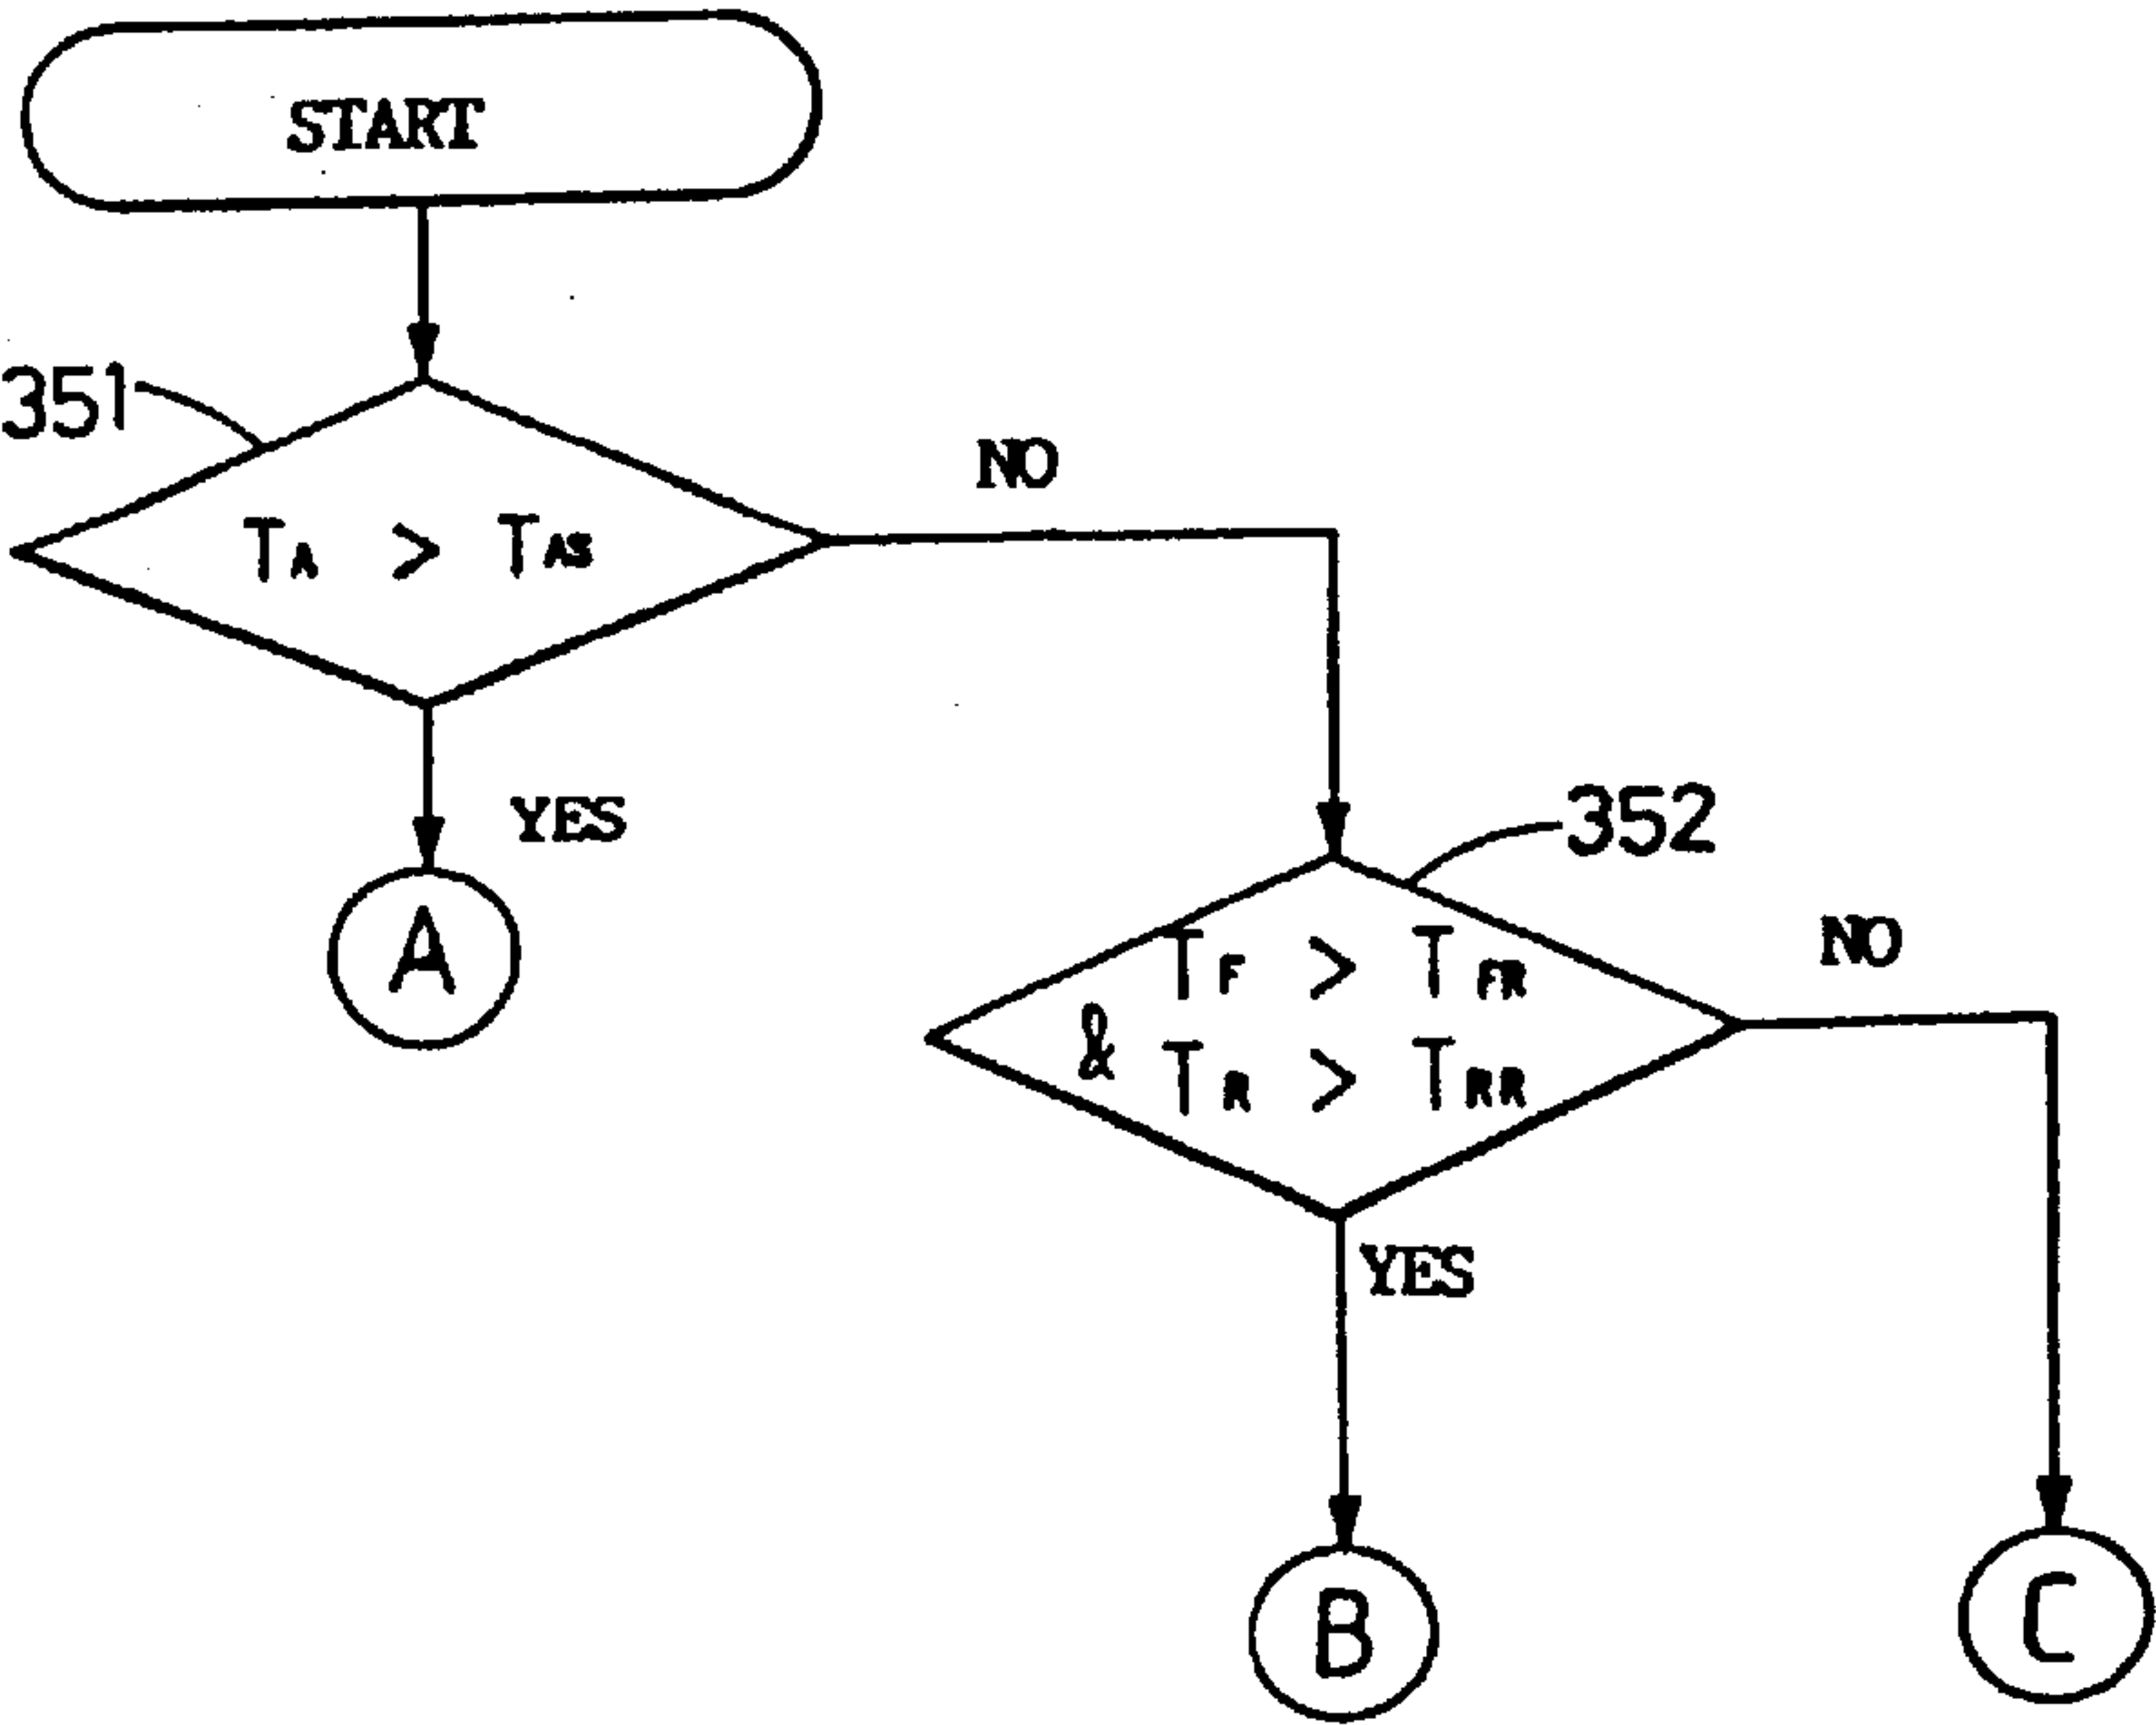 START
351
NO
TA > TAS
YES
352
A
NO
TF > TFR
& TR > TRR
YES
B
C